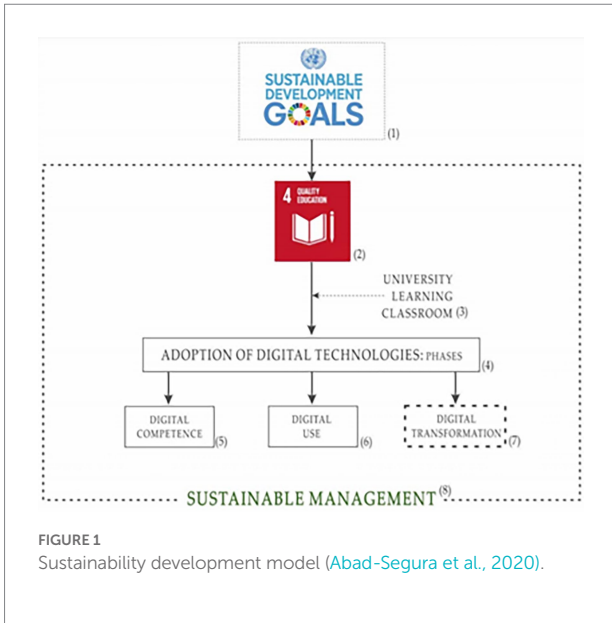 SUSTAINABLE
DEVELOPMENT
GOALS
(1)
4 QUALITY
EDUCATION
(2)
UNIVERSITY
LEARNING
CLASSROOM (3)
ADOPTION OF DIGITAL TECHNOLOGIES: PHASES
(4)
DIGITAL
COMPETENCE (5)
DIGITAL
USE (6)
DIGITAL
TRANSFORMATION (7)
SUSTAINABLE MANAGEMENT (8)
FIGURE 1
Sustainability development model (Abad-Segura et al., 2020).